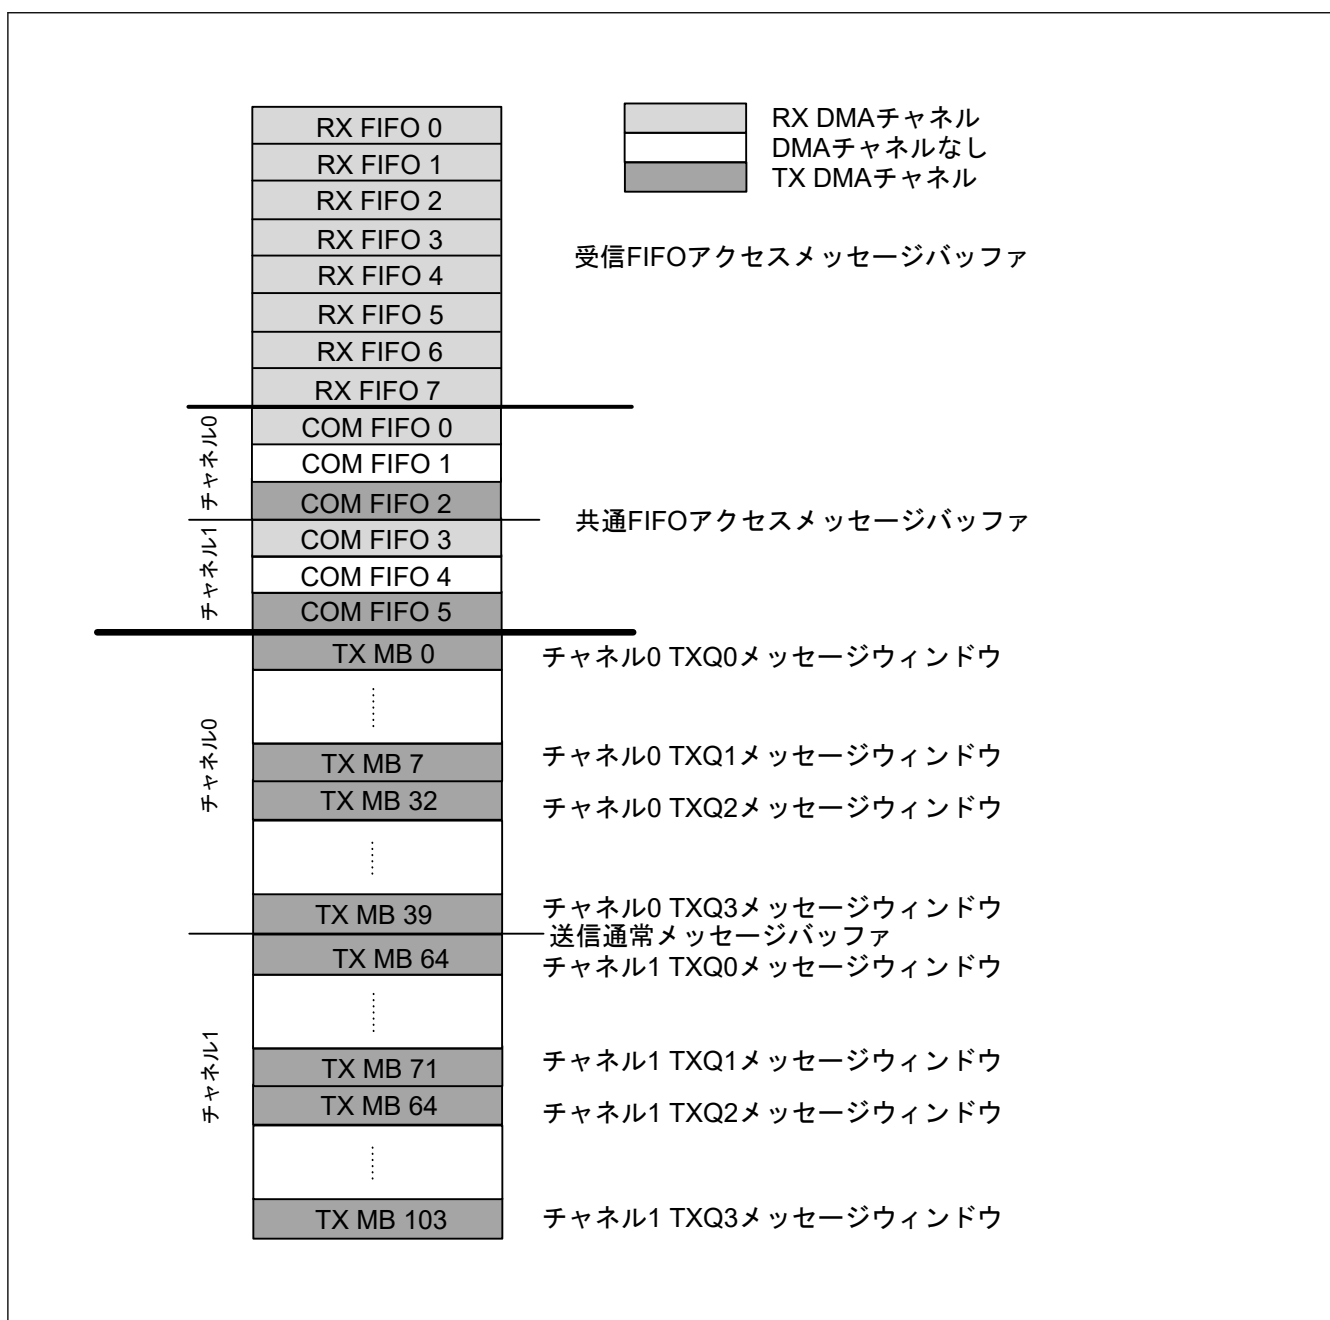 RX FIFO 0
RX FIFO 1
RX FIFO 2
RX FIFO 3
RX FIFO 4
RX FIFO 5
RX FIFO 6
RX FIFO 7
RX DMAチャネル
DMAチャネルなし
TX DMAチャネル
受信FIFOアクセスメッセージバッファ
チャネル0
COM FIFO 0
COM FIFO 1
COM FIFO 2
チャネル1
COM FIFO 3
COM FIFO 4
COM FIFO 5
共通FIFOアクセスメッセージバッファ
チャネル0
TX MB 0
チャネル0 TXQ0メッセージウィンドウ
TX MB 7
チャネル0 TXQ1メッセージウィンドウ
TX MB 32
チャネル0 TXQ2メッセージウィンドウ
TX MB 39
チャネル0 TXQ3メッセージウィンドウ
送信通常メッセージバッファ
チャネル1
TX MB 64
チャネル1 TXQ0メッセージウィンドウ
TX MB 71
チャネル1 TXQ1メッセージウィンドウ
TX MB 64
チャネル1 TXQ2メッセージウィンドウ
TX MB 103
チャネル1 TXQ3メッセージウィンドウ